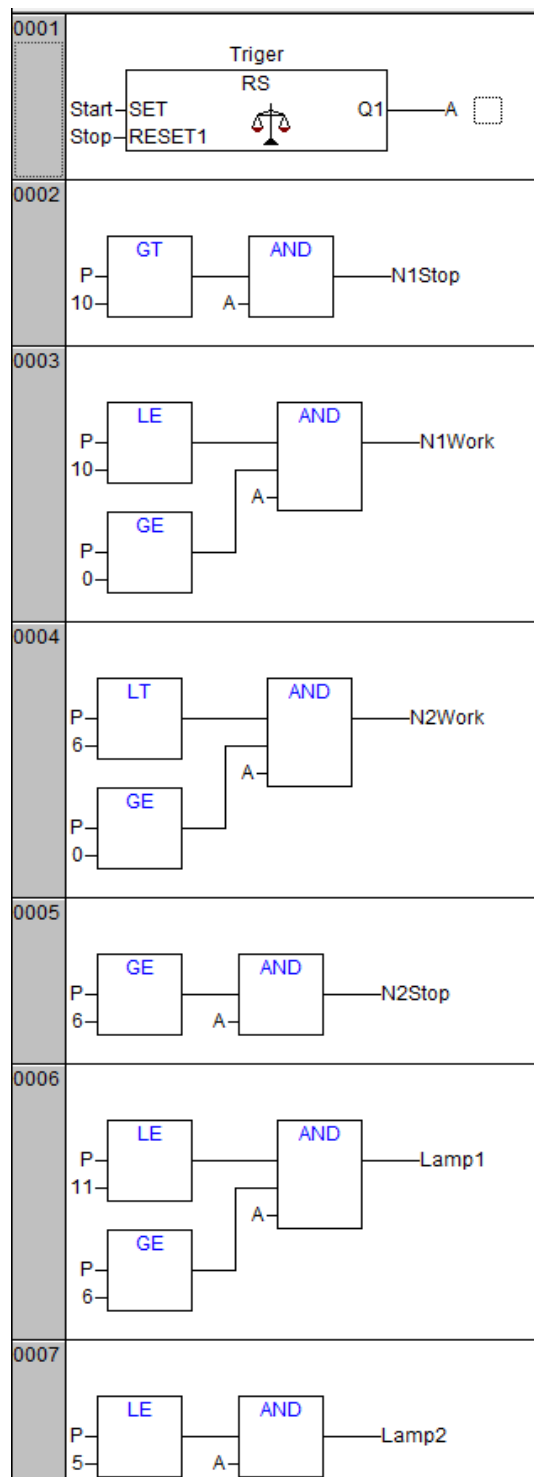 0001
Triger
RS
Start SET Q1 A
Stop RESET1
0002
GT AND
P N1Stop
10 A
0003
LE AND
P N1Work
10
A
GE
P
0
0004
LT AND
P N2Work
6
A
GE
P
0
0005
GE AND
P N2Stop
6 A
0006
LE AND
P Lamp1
11
A
GE
P
6
0007
LE AND
P Lamp2
5 A